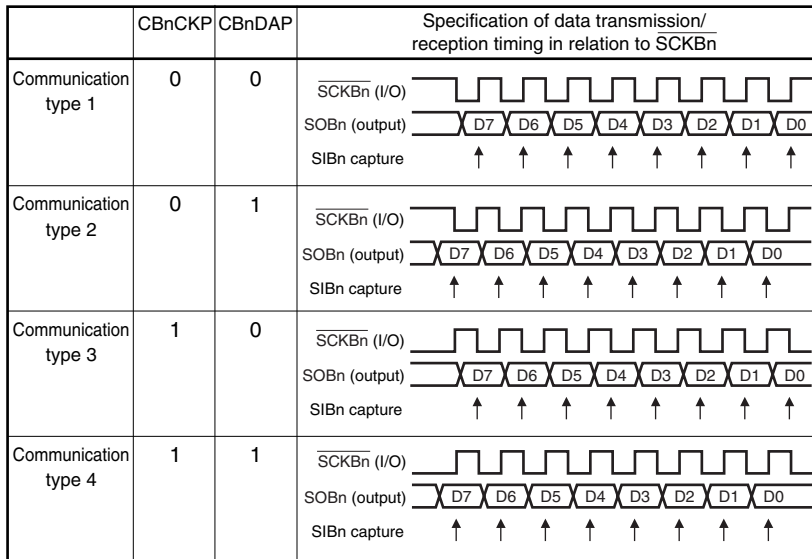 CBnCKP CBnDAP Specification of data transmission/
reception timing in relation to SCKBn
Communication type 1 0 0
SCKBn (I/O)
SOBn (output) D7 D6 D5 D4 D3 D2 D1 D0
SIBn capture
Communication type 2 0 1
SCKBn (I/O)
SOBn (output) D7 D6 D5 D4 D3 D2 D1 D0
SIBn capture
Communication type 3 1 0
SCKBn (I/O)
SOBn (output) D7 D6 D5 D4 D3 D2 D1 D0
SIBn capture
Communication type 4 1 1
SCKBn (I/O)
SOBn (output) D7 D6 D5 D4 D3 D2 D1 D0
SIBn capture